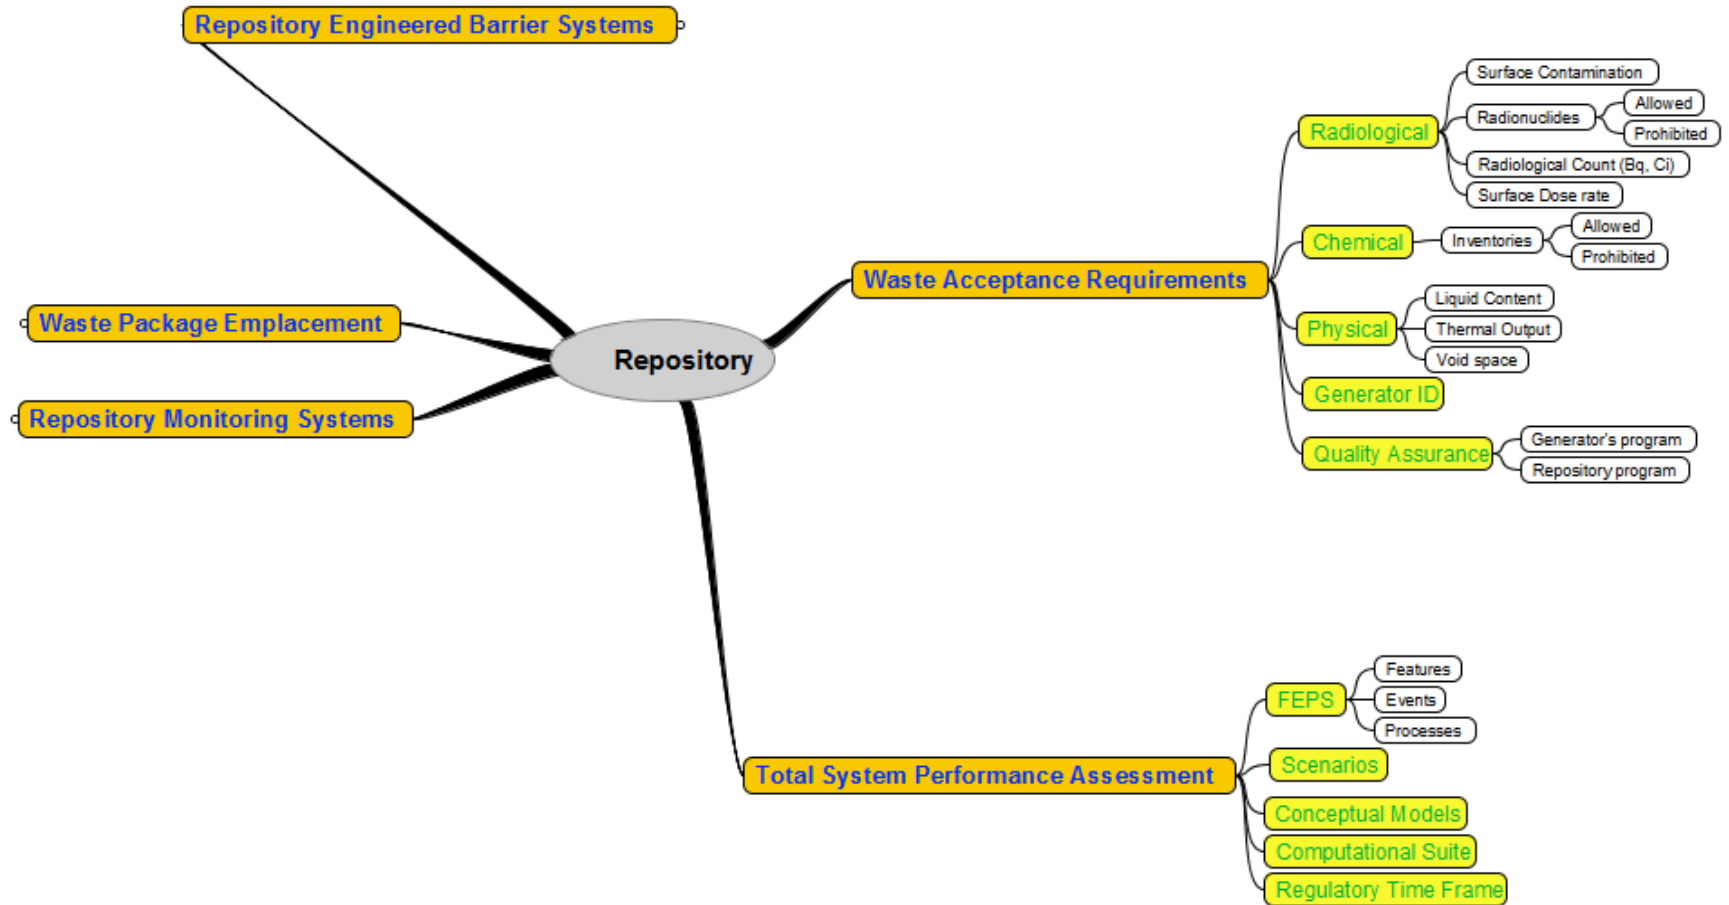 Repository Engineered Barrier Systems
Waste Package Emplacement
Repository Monitoring Systems
Repository
Waste Acceptance Requirements
Radiological
Surface Contamination
Radionuclides
Allowed
Prohibited
Radiological Count (Bq, Ci)
Surface Dose rate
Chemical
Inventories
Allowed
Prohibited
Physical
Liquid Content
Thermal Output
Void space
Generator ID
Quality Assurance
Generator's program
Repository program
Total System Performance Assessment
FEPS
Features
Events
Processes
Scenarios
Conceptual Models
Computational Suite
Regulatory Time Frame